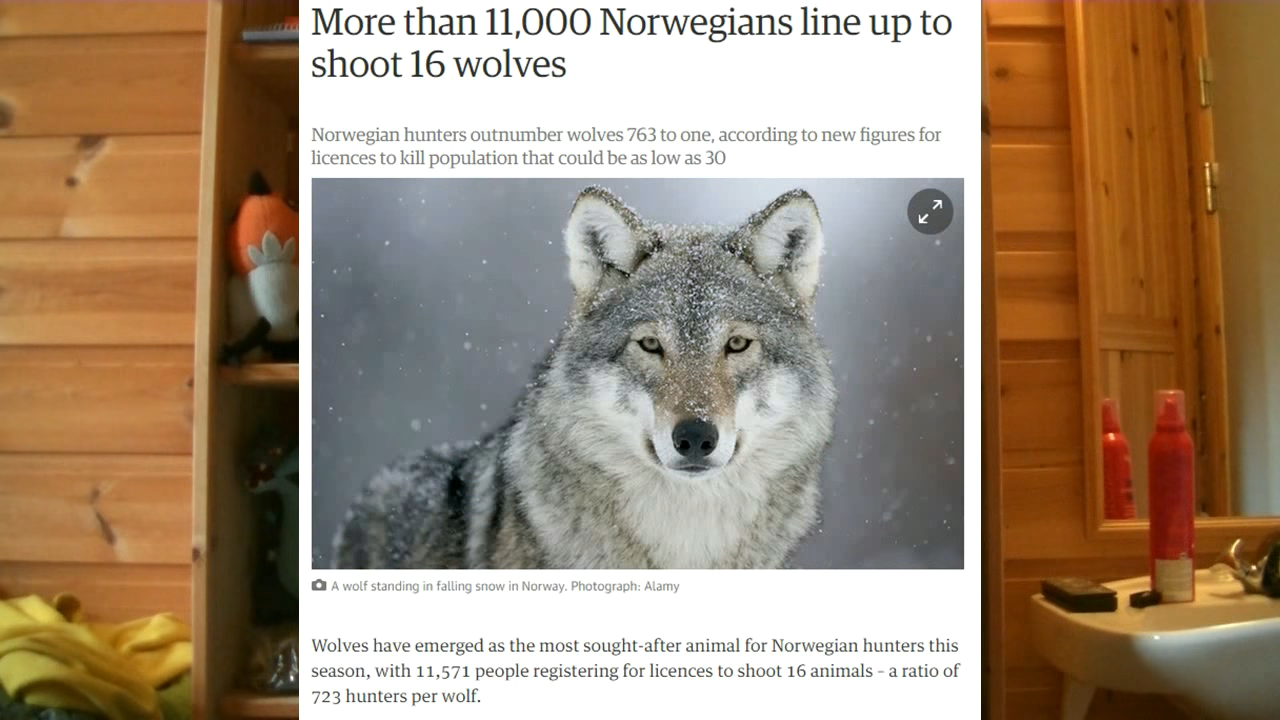 More than 11,000 Norwegians line up to
shoot 16 wolves
Norwegian hunters outnumber wolves 763 to one, according to new figures for
licences to kill population that could be as low as 30
A wolf standing in falling snow in Norway. Photograph: Alamy
Wolves have emerged as the most sought-after animal for Norwegian hunters this
season, with 11,571 people registering for licences to shoot 16 animals – a ratio of
723 hunters per wolf.